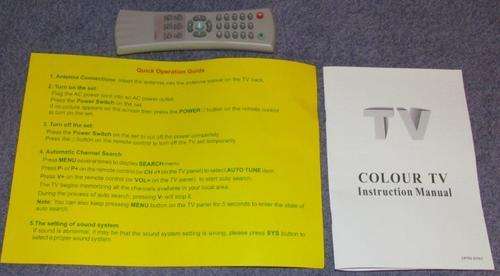 Quick Operation Guide
1. Antenna Connections: Insert the antenna into the antenna socket on the TV back.
2. Turn on the set:
Plug the AC power cord into an AC power outlet.
Press the Power Switch on the set.
If no picture appears on the screen then press the POWER button on the remote control
to turn on the set.
3. Turn off the set:
Press the Power Switch on the set to cut off the power completely
Press the button on the remote control to turn off the TV set temporarily
4. Automatic Channel Search:
Press MENU several times to display SEARCH menu
Press P- or P+ on the remote control (or CH on the TV panel) to select AUTO TUNE item.
Press V+ on the remote control (or VOL+ on the TV panel) to start auto search.
The TV begins memorizing all the channels available in your local area.
During the process of auto search, pressing V- will stop it.
Note: You can also keep pressing MENU button on the TV panel for 5 seconds to enter the state of
auto search.
5.The setting of sound system
If sound is abnormal, it may be that the sound system setting is wrong, please press SYS button to
select a proper sound system.
TV
COLOUR TV
Instruction Manual